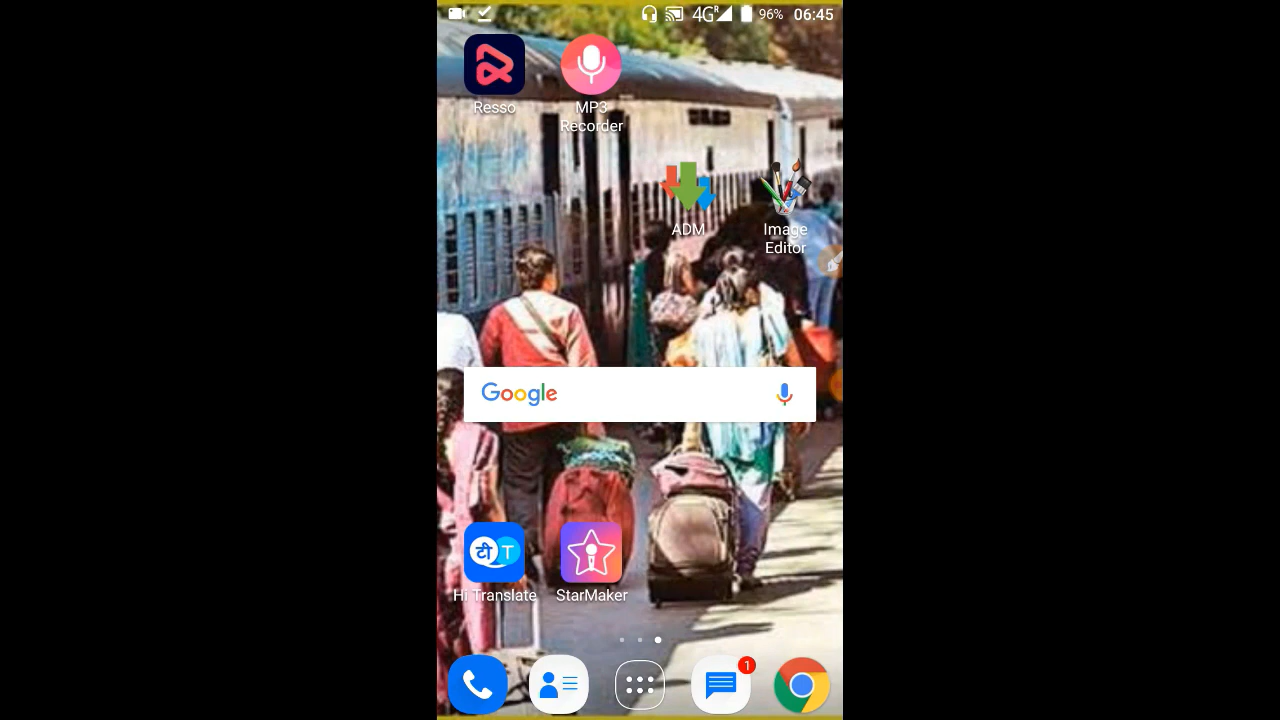 4G R 96% 06:45
Resso
MP3
Recorder
ADM
Image
Editor
Google
टी T
Hi Translate
StarMaker
1